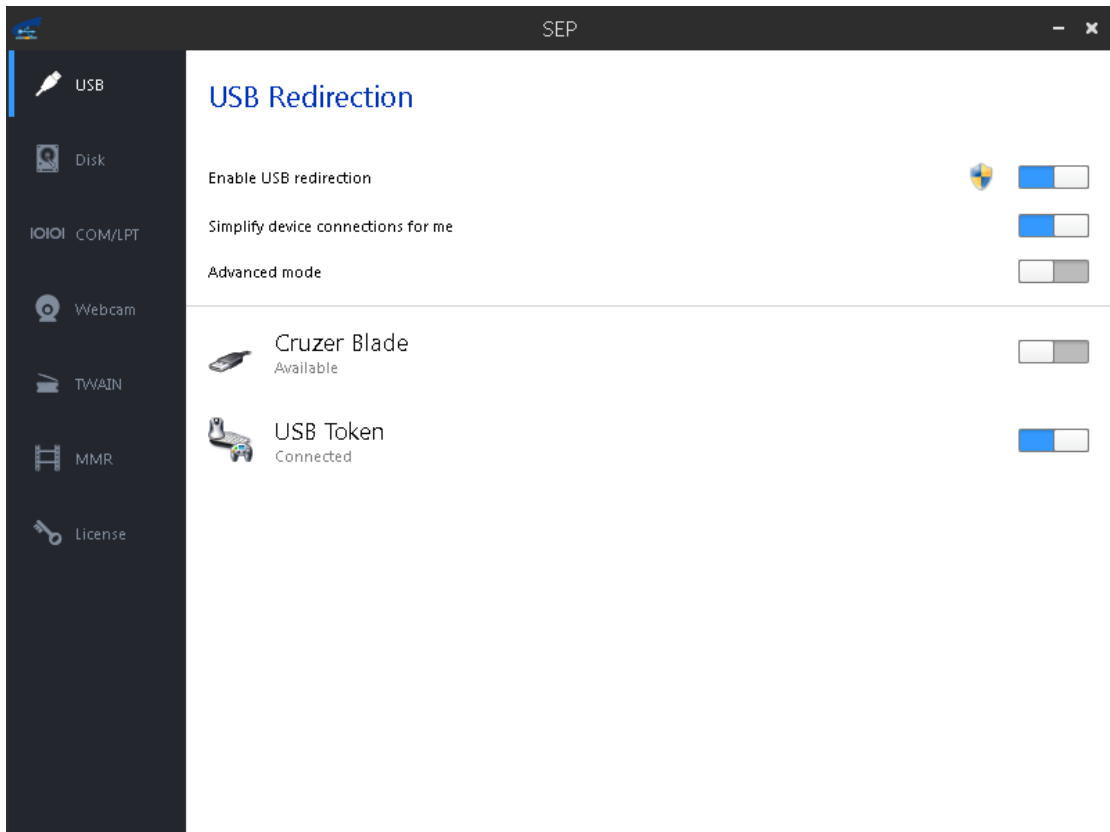 SEP
USB
Disk
IOIOI COM/LPT
Webcam
TWAIN
MMR
License
USB Redirection
Enable USB redirection
Simplify device connections for me
Advanced mode
Cruzer Blade
Available
USB Token
Connected